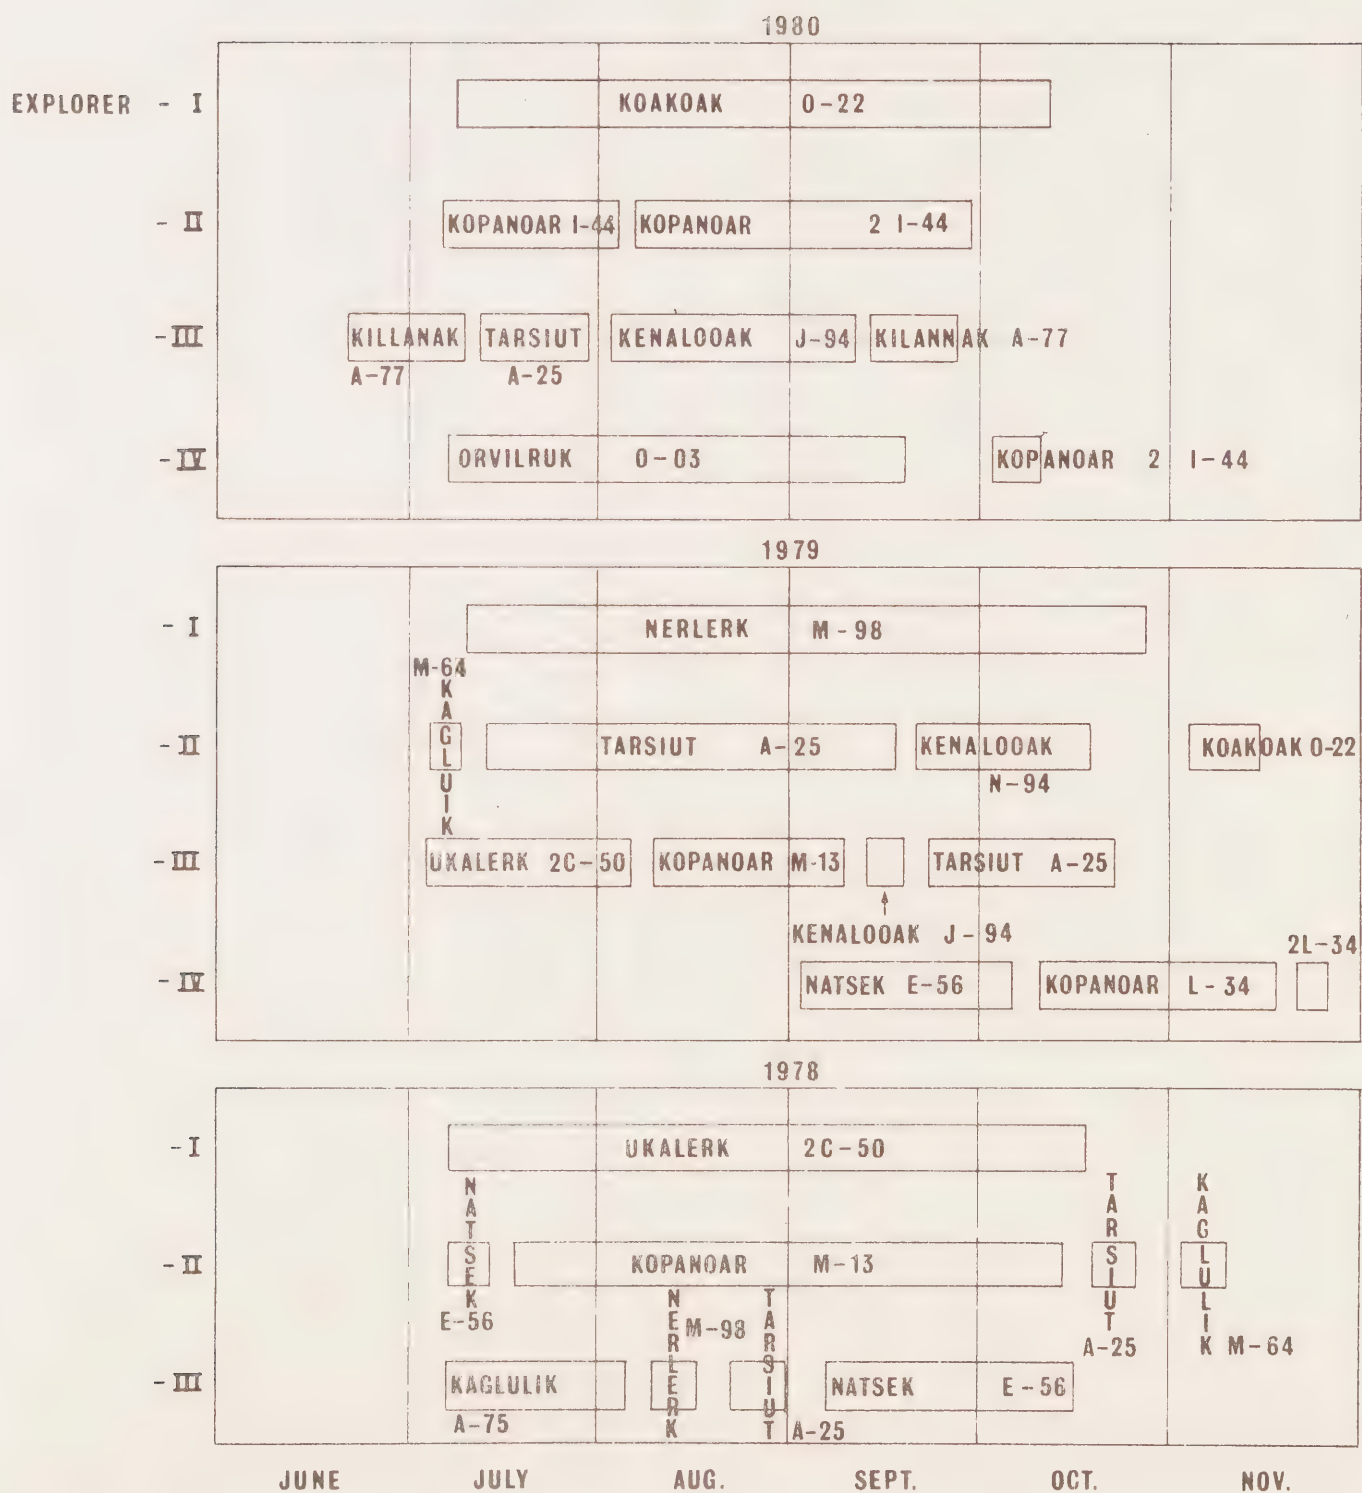 1980
EXPLORER - I KOAKOAK O-22
- II KOPANOAR I-44 KOPANOAR 2 I-44
- III KILLANAK TARSIUT KENALOOAK J-94 KILANNAK A-77
A-77 A-25
- IV ORVILRUK O-03 KOPANOAR 2 I-44
1979
- I NERLERK M-98
M-64
KAGLUIK
- II TARSIUT A-25 KENALOOAK KOAKOAK O-22
N-94
- III UKALERK 2C-50 KOPANOAR M-13 TARSIUT A-25
KENALOOAK J-94
2L-34
- IV NATSEK E-56 KOPANOAR L-34
1978
- I UKALERK 2C-50
NATSEK
TARSIUT
KAGLULIK
- II KOPANOAR M-13
E-56
NERLERK
M-98
TARSIUT
A-25
M-64
- III KAGLULIK NATSEK E-56
A-75
A-25
JUNE JULY AUG. SEPT. OCT. NOV.